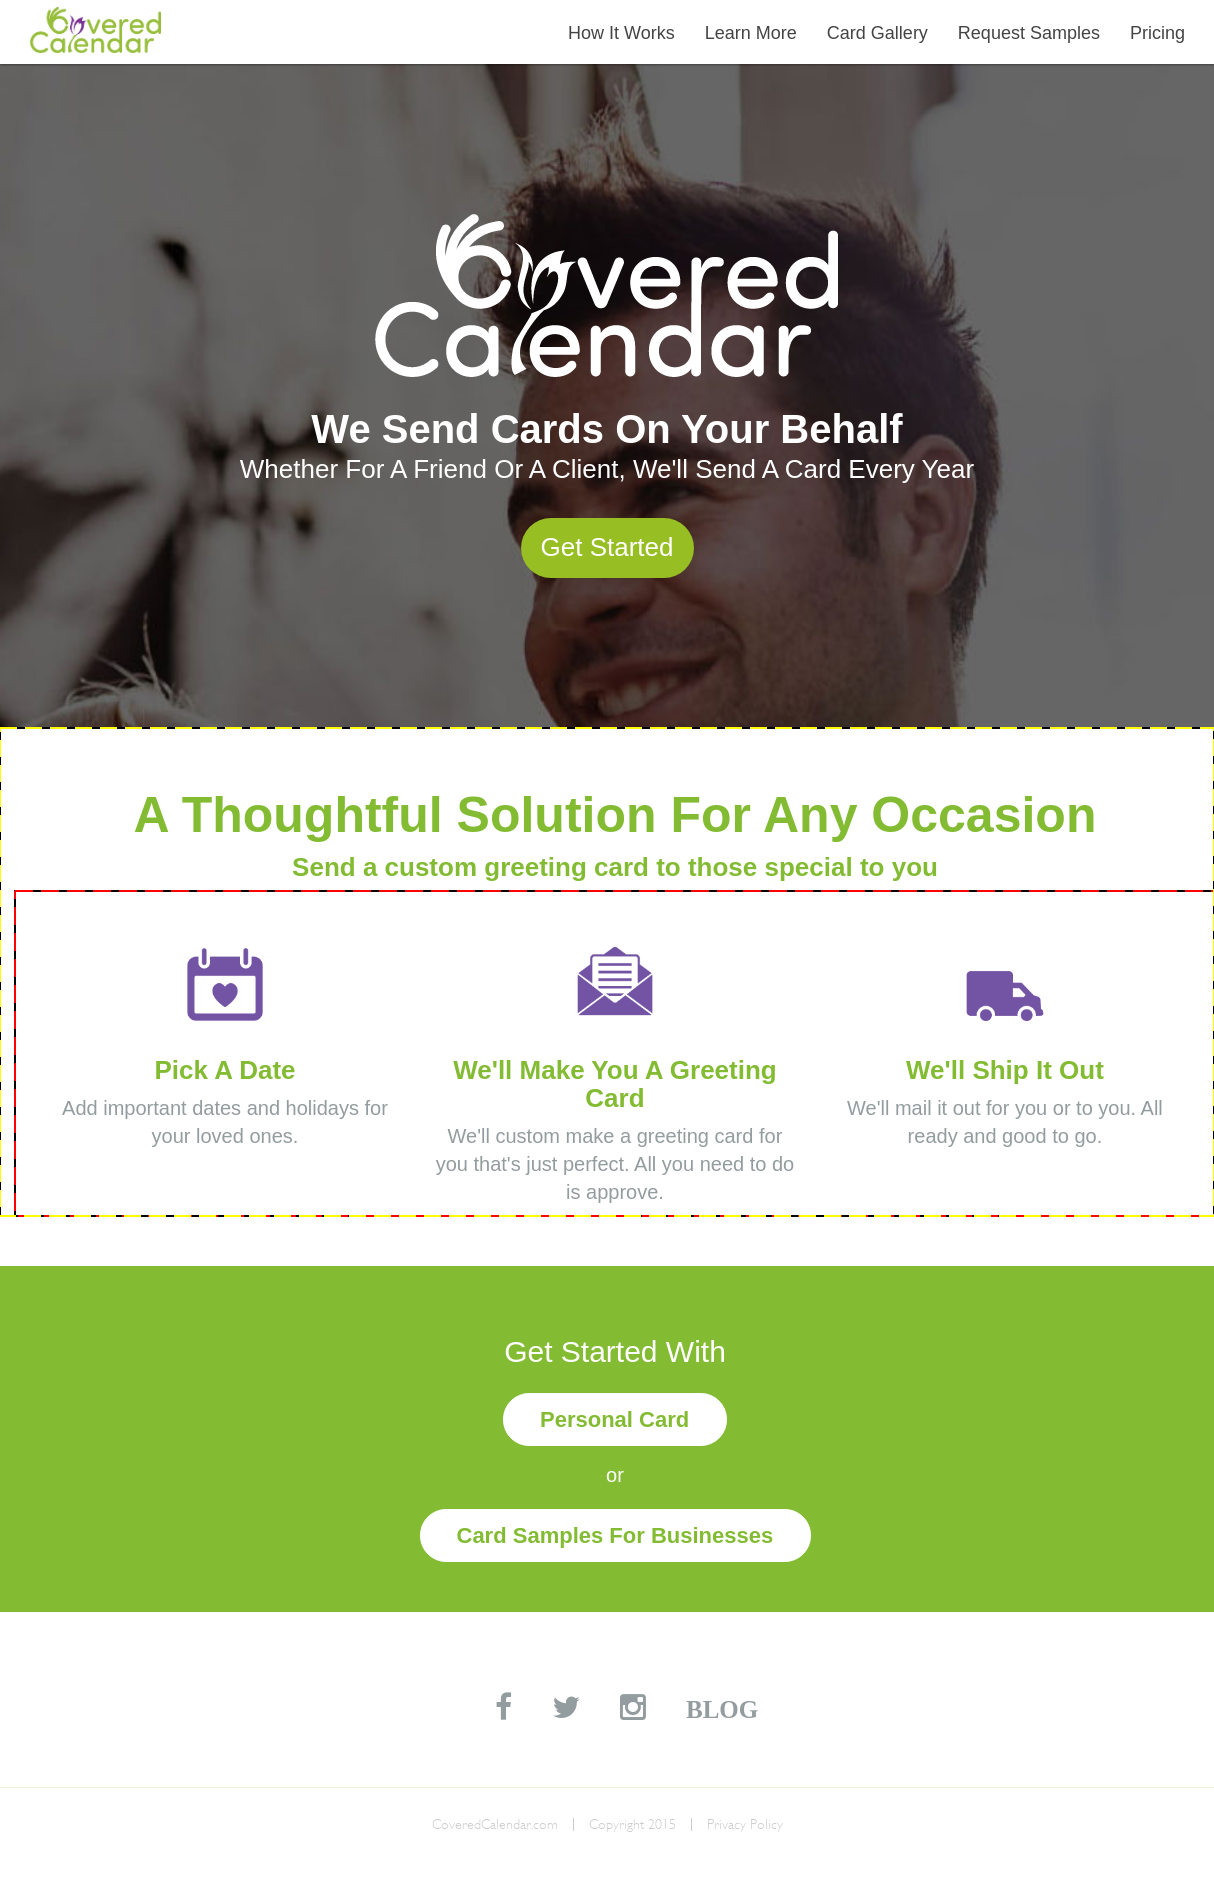 Covered
Calendar
How It Works
Learn More
Card Gallery
Request Samples
Pricing
Covered
Calendar
We Send Cards On Your Behalf
Whether For A Friend Or A Client, We'll Send A Card Every Year
Get Started
A Thoughtful Solution For Any Occasion
Send a custom greeting card to those special to you
Pick A Date
Add important dates and holidays for
your loved ones.
We'll Make You A Greeting
Card
We'll custom make a greeting card for
you that's just perfect. All you need to do
is approve.
We'll Ship It Out
We'll mail it out for you or to you. All
ready and good to go.
Get Started With
Personal Card
or
Card Samples For Businesses
BLOG
CoveredCalendar.com | Copyright 2015 | Privacy Policy